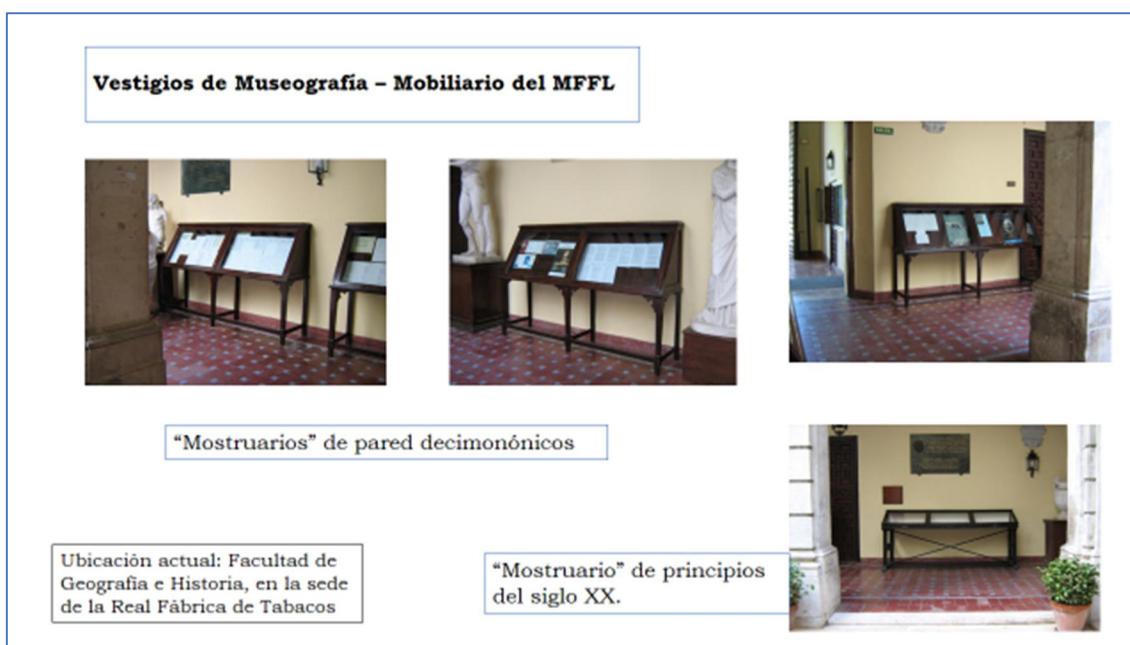 Vestigios de Museografía – Mobiliario del MFFL
“Mostruarios” de pared decimonónicos
Ubicación actual: Facultad de
Geografía e Historia, en la sede
de la Real Fábrica de Tabacos
“Mostruario” de principios
del siglo XX.